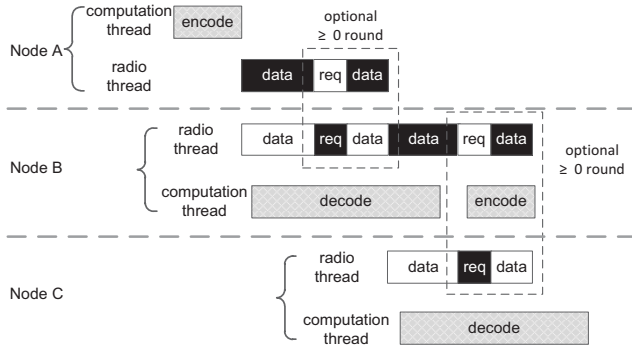 computation
thread
encode
optional
≥ 0 round
Node A
radio
thread
data
req
data
radio
thread
data
req
data
data
req
data
optional
≥ 0 round
Node B
computation
thread
decode
encode
radio
thread
data
req
data
Node C
computation
thread
decode